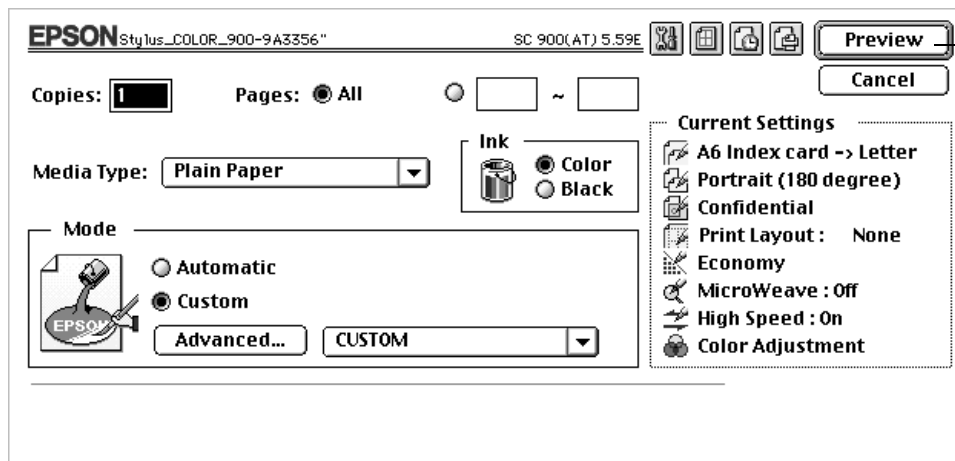 EPSON Stylus_COLOR_900-9A3356" SC 900(AT) 5.59E Preview
Cancel
Copies: 1 Pages: All ~
Media Type: Plain Paper
Ink
Color
Black
Mode
Automatic
Custom
EPSON
Advanced... CUSTOM
Current Settings
A6 Index card -> Letter
Portrait (180 degree)
Confidential
Print Layout : None
Economy
MicroWeave : Off
High Speed : On
Color Adjustment